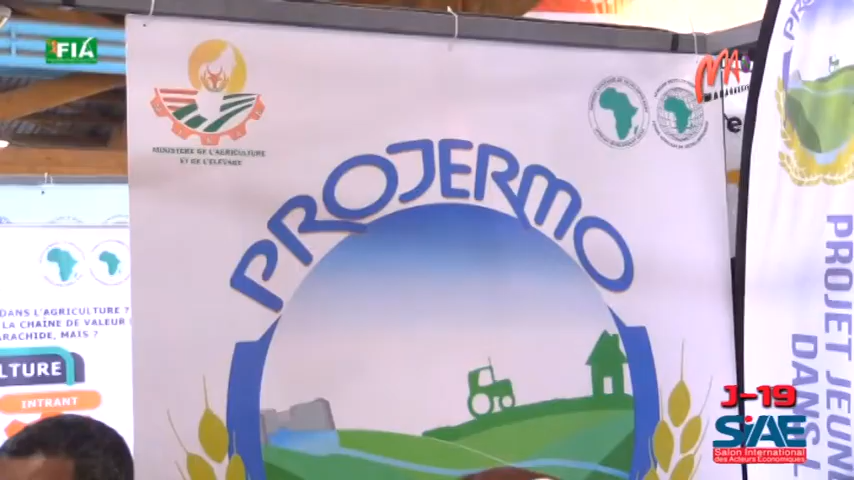 FIA
MINISTERE DE L'AGRICULTURE
ET DE L'ELEVAGE
PROJERMO
DANS L'AGRICULTURE ?
LA CHAÎNE DE VALEUR
ARACHIDE, MAIS ?
LTURE
INTRANT
PROJET JEUNE
DANS L
J-19
SIAE
Salon International
des Acteurs Economiques